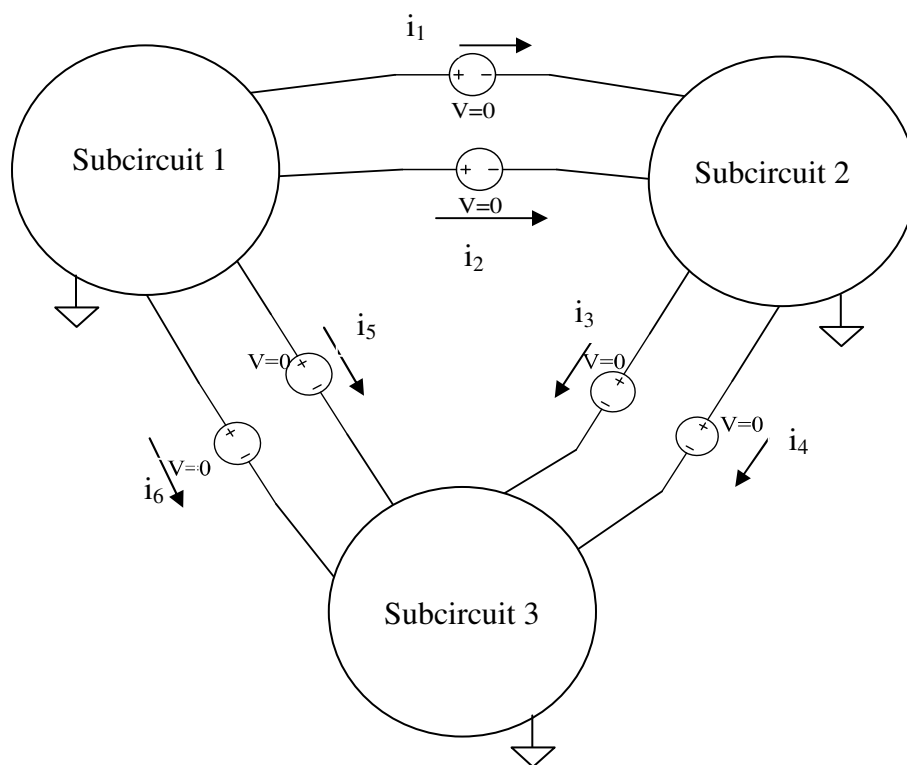 i₁
+ −
V=0
Subcircuit 1
Subcircuit 2
+ −
V=0
i₂
i₅
i₃
V=0
+
−
V=0
+
−
V=0
+
−
i₄
+
−
V=0
i₆
Subcircuit 3